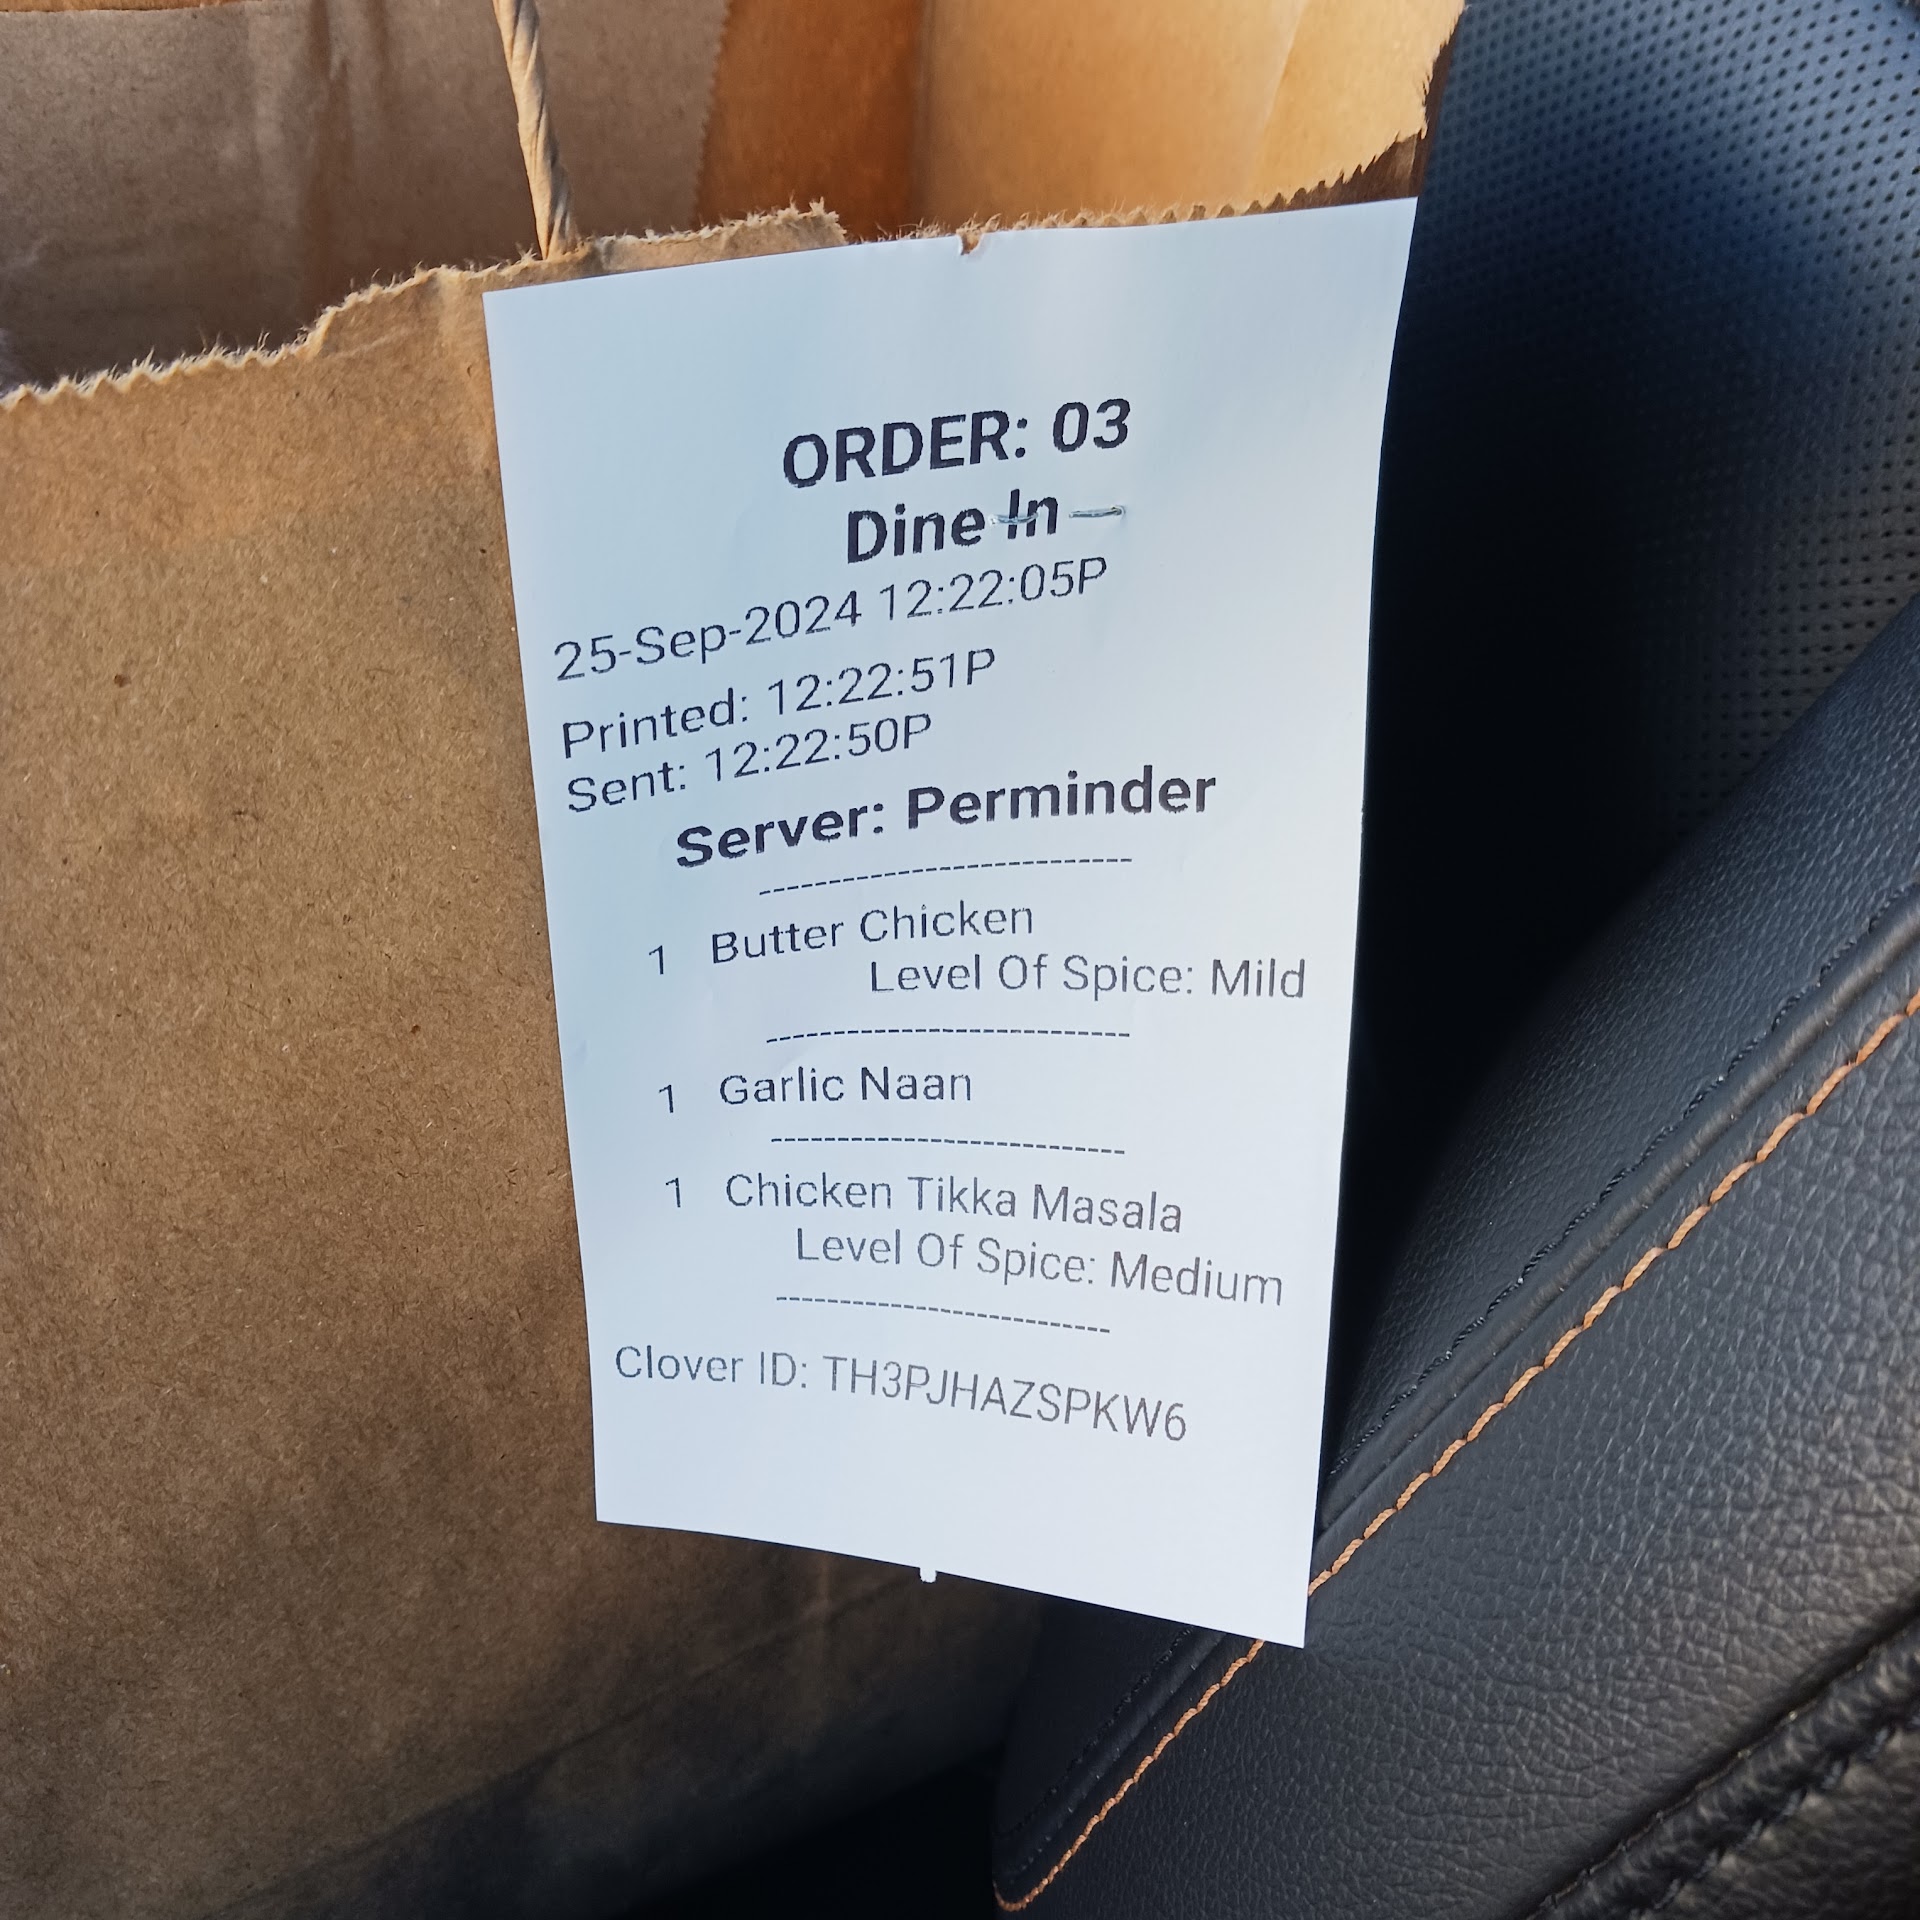 ORDER: 03
Dine In
25-Sep-2024 12:22:05P
Printed: 12:22:51P
Sent: 12:22:50P
Server: Perminder
---------------------------
1 Butter Chicken
Level Of Spice: Mild
---------------------------
1 Garlic Naan
---------------------------
1 Chicken Tikka Masala
Level Of Spice: Medium
---------------------------
Clover ID: TH3PJHAZSPKW6